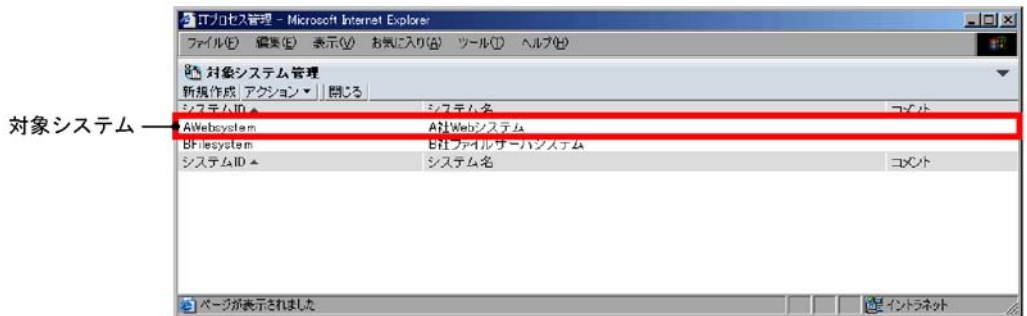 ITプロセス管理 - Microsoft Internet Explorer
ファイル(F) 編集(E) 表示(V) お気に入り(A) ツール(T) ヘルプ(H)
対象システム管理
新規作成 アクション 閉じる
システムID システム名 コメント
対象システム
AWebsystem A社Webシステム
BFilesystem B社ファイルサーバシステム
システムID システム名 コメント
ページが表示されました イントラネット